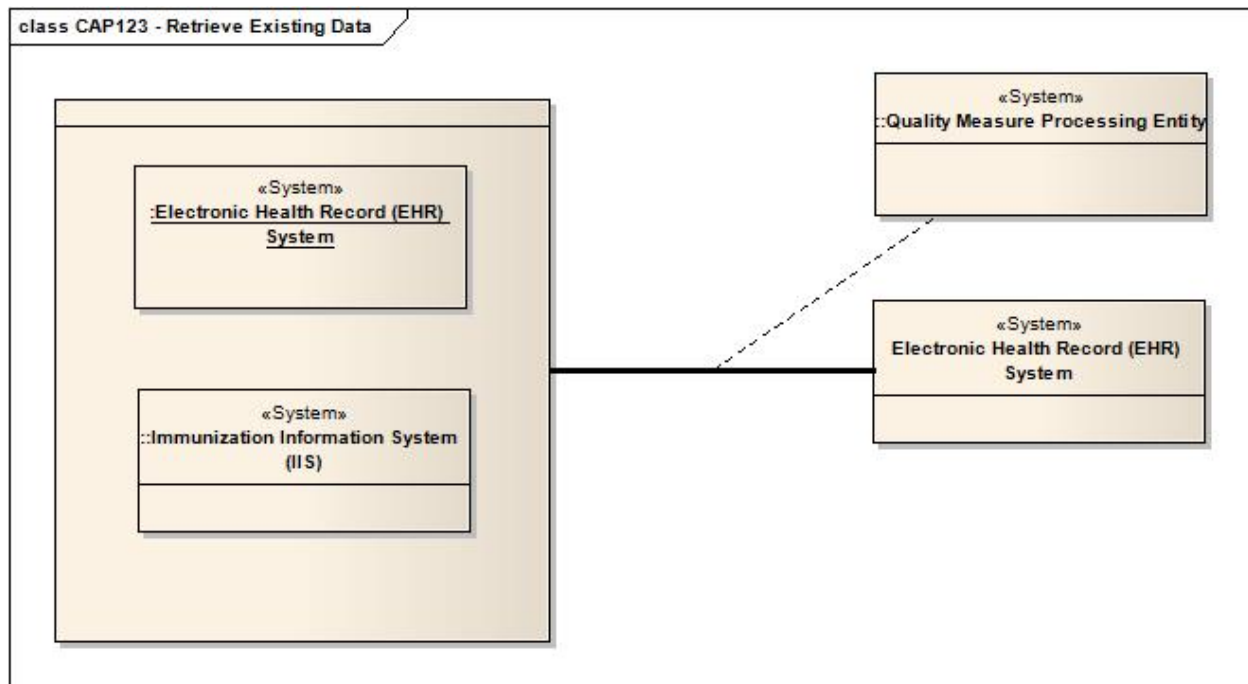 class CAP123 - Retrieve Existing Data
«System»
::Quality Measure Processing Entity
«System»
:Electronic Health Record (EHR)
System
«System»
Electronic Health Record (EHR)
System
«System»
::Immunization Information System
(IIS)